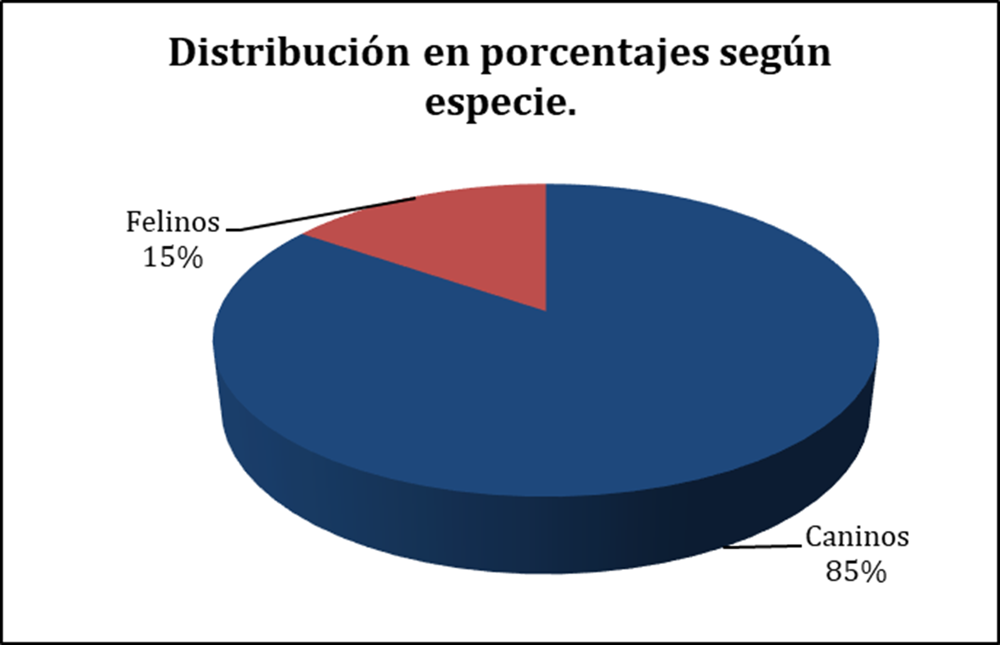 Distribución en porcentajes según
especie.
Felinos
15%
Caninos
85%